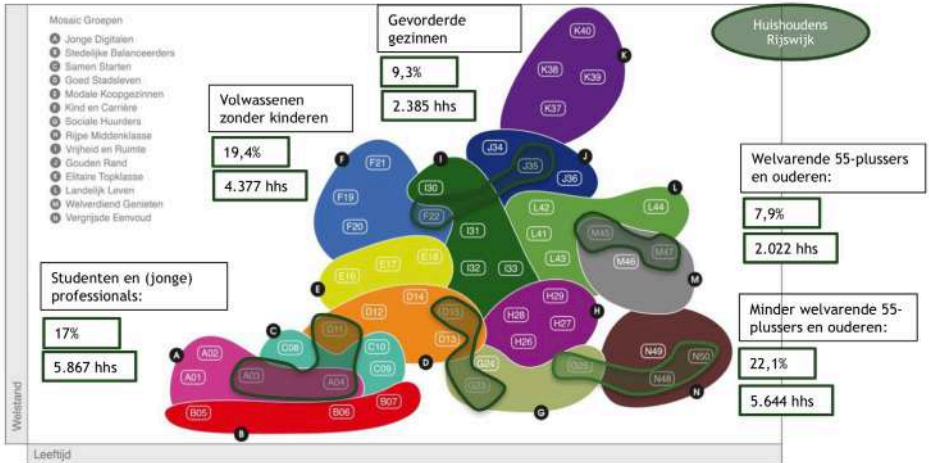 Mosaic Groepen
A Jonge Digitalen
B Stedelijke Balanceerders
C Samen Starten
D Goed Stadsleven
E Modale Koopgezinnen
F Kind en Carrière
G Sociale Huurders
H Rijpe Middenklasse
I Vrijheid en Ruimte
J Gouden Rand
K Elitaire Topklasse
L Landelijk Leven
M Welverdiend Genieten
N Vergrijsde Eenvoud
Gevorderde
gezinnen
9,3%
2.385 hhs
Huishoudens
Rijswijk
Volwassenen
zonder kinderen
19,4%
4.377 hhs
Welvarende 55-plussers
en ouderen:
7,9%
2.022 hhs
Studenten en (jonge)
professionals:
17%
5.867 hhs
Minder welvarende 55-
plussers en ouderen:
22,1%
5.644 hhs
K40
K38
K39
K37
K
J34
J35
J36
J
F
F21
F19
F22
F20
I
I30
I31
I32
I33
L
L42
L44
L41
L43
M45
M47
M46
M
E18
E17
E16
E
D14
D12
D15
D11
D13
D
H29
H28
H27
H26
H
C
C08
C10
C09
A
A02
A01
A03
A04
G24
G25
G23
G
N49
N50
N48
N
B05
B06
B07
B
Welstand
Leeftijd